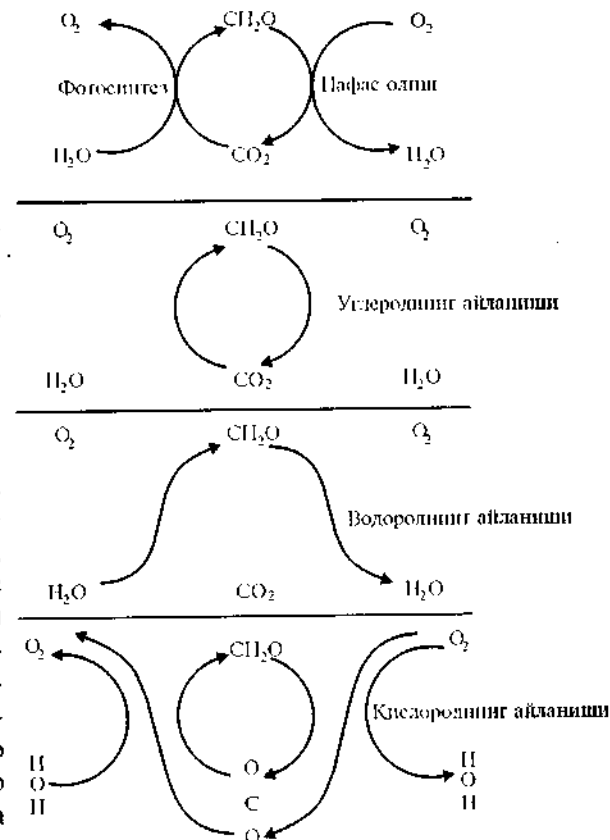 O₂ CH₂O O₂
Фотосинтез Нафас олиш
H₂O CO₂ H₂O
O₂ CH₂O O₂
Углероднинг айланиши
H₂O CO₂ H₂O
O₂ CH₂O O₂
Водороднинг айланиши
H₂O CO₂ H₂O
O₂ CH₂O O₂
Кислороднинг айланиши
H O H
O
C
O
H O H